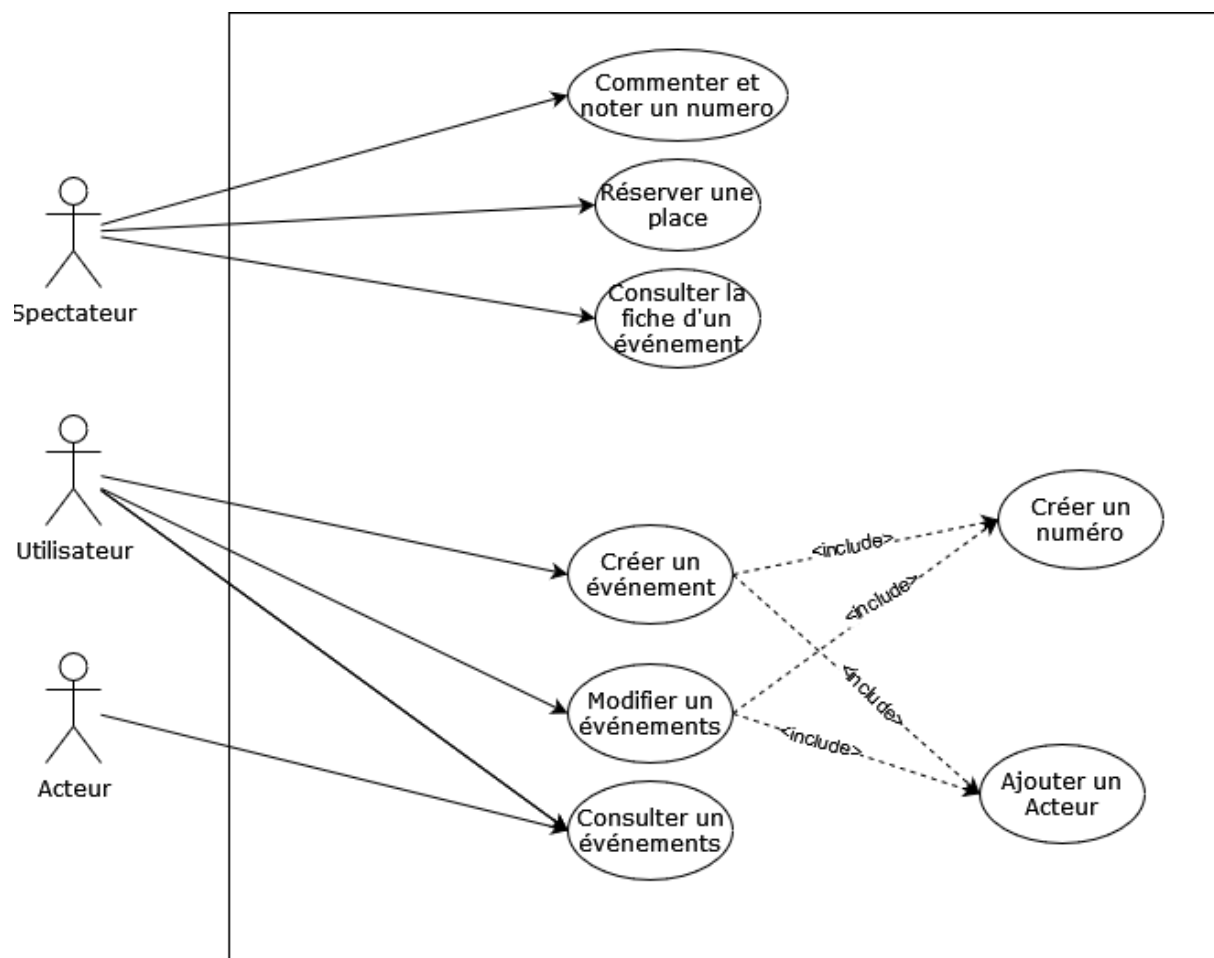 Commenter et
noter un numero
Réserver une
place
Spectateur
Consulter la
fiche d'un
événement
Utilisateur
Créer un
événement
<include>
Créer un
numéro
<include>
<include>
Modifier un
événements
<include>
Acteur
Ajouter un
Acteur
Consulter un
événements